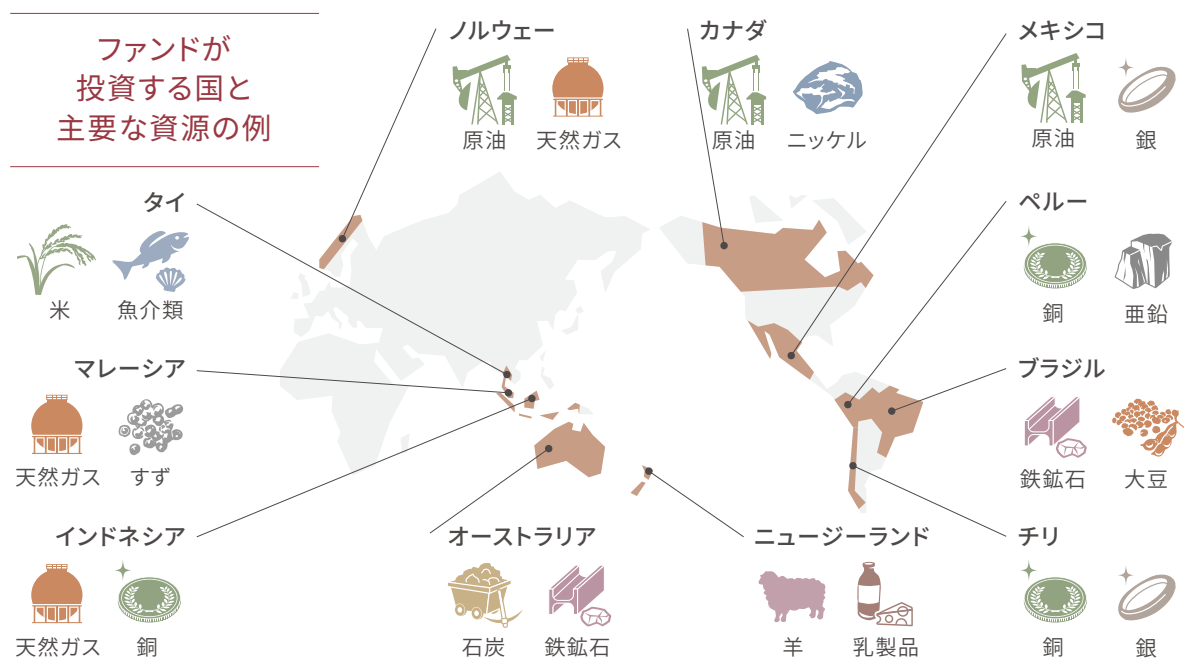 ファンドが
投資する国と
主要な資源の例
ノルウェー
原油 天然ガス
カナダ
原油 ニッケル
メキシコ
原油 銀
タイ
米 魚介類
ペルー
銅 亜鉛
マレーシア
天然ガス すず
ブラジル
鉄鉱石 大豆
インドネシア
天然ガス 銅
オーストラリア
石炭 鉄鉱石
ニュージーランド
羊 乳製品
チリ
銅 銀